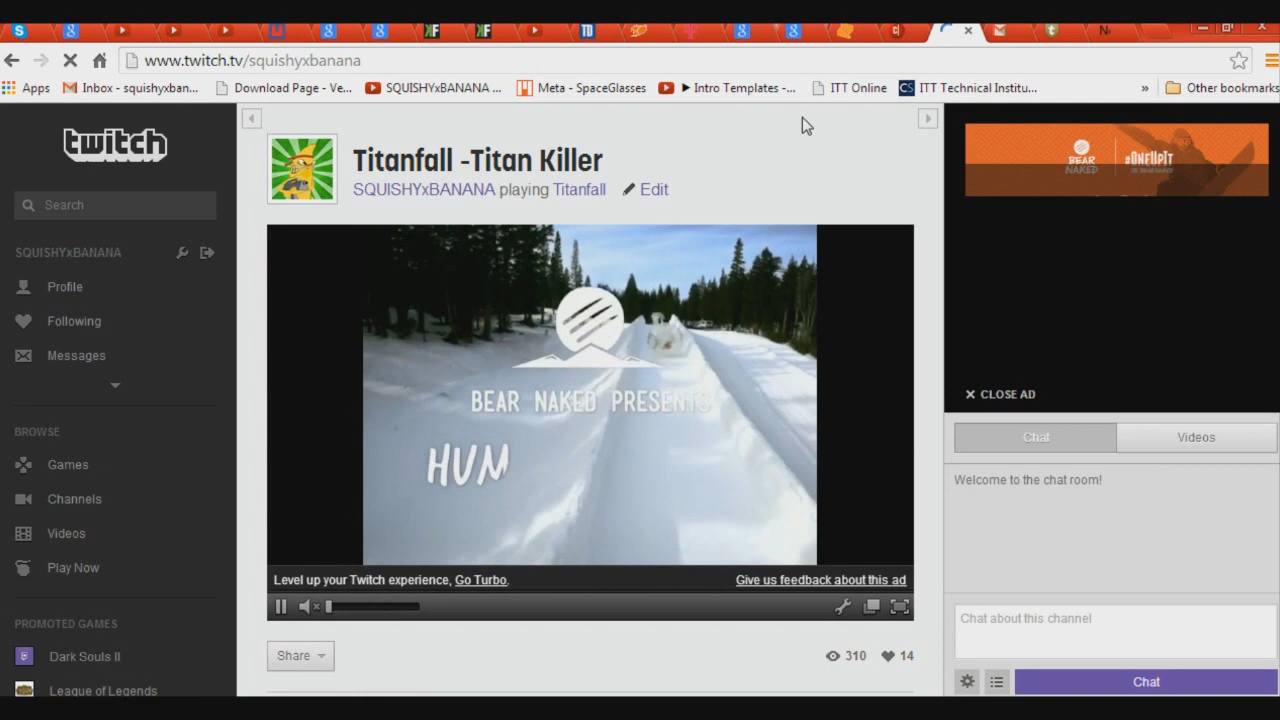 www.twitch.tv/squishyxbanana
Apps
Inbox - squishyxban...
Download Page - Ve...
SQUISHYxBANANA ...
Meta - SpaceGlasses
Intro Templates -...
ITT Online
ITT Technical Institu...
»
Other bookmarks
twitch
Search
SQUISHYxBANANA
Profile
Following
Messages
BROWSE
Games
Channels
Videos
Play Now
PROMOTED GAMES
Dark Souls II
League of Legends
Titanfall -Titan Killer
SQUISHYxBANANA playing Titanfall Edit
BEAR NAKED PRESENTS
HUM
Level up your Twitch experience, Go Turbo.
Give us feedback about this ad
Share
310
14
BEAR
NAKED
#ONEUPIT
CLOSE AD
Chat
Videos
Welcome to the chat room!
Chat about this channel
Chat